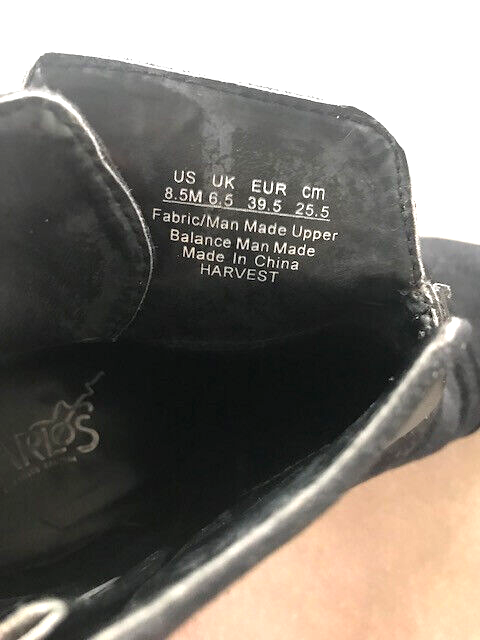 US UK EUR cm
8.5M 6.5 39.5 25.5
Fabric/Man Made Upper
Balance Man Made
Made in China
HARVEST
ARLOS